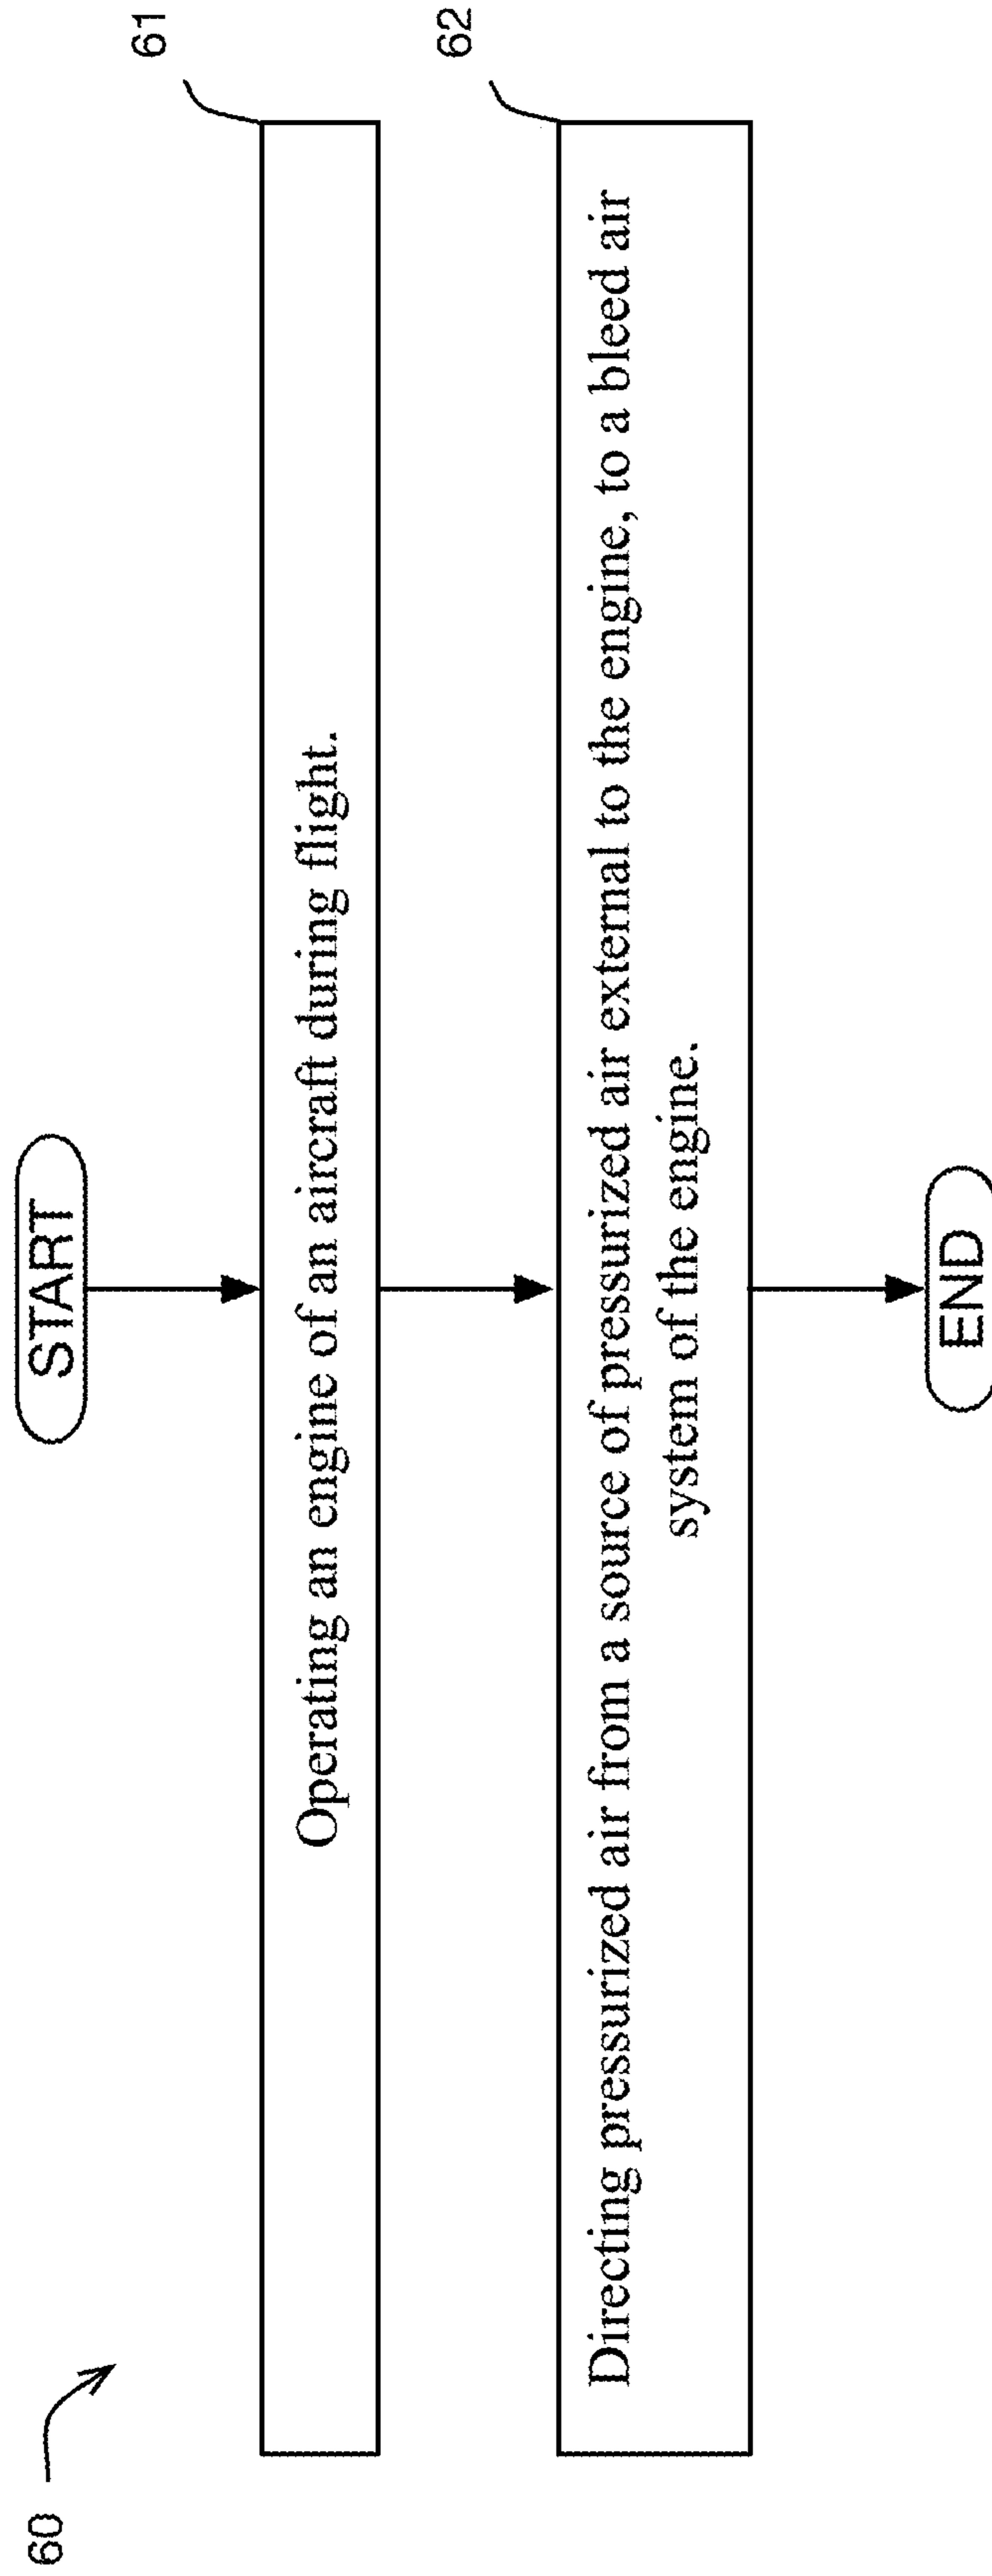 60
START
61
Operating an engine of an aircraft during flight.
62
Directing pressurized air from a source of pressurized air external to the engine, to a bleed air
system of the engine.
END